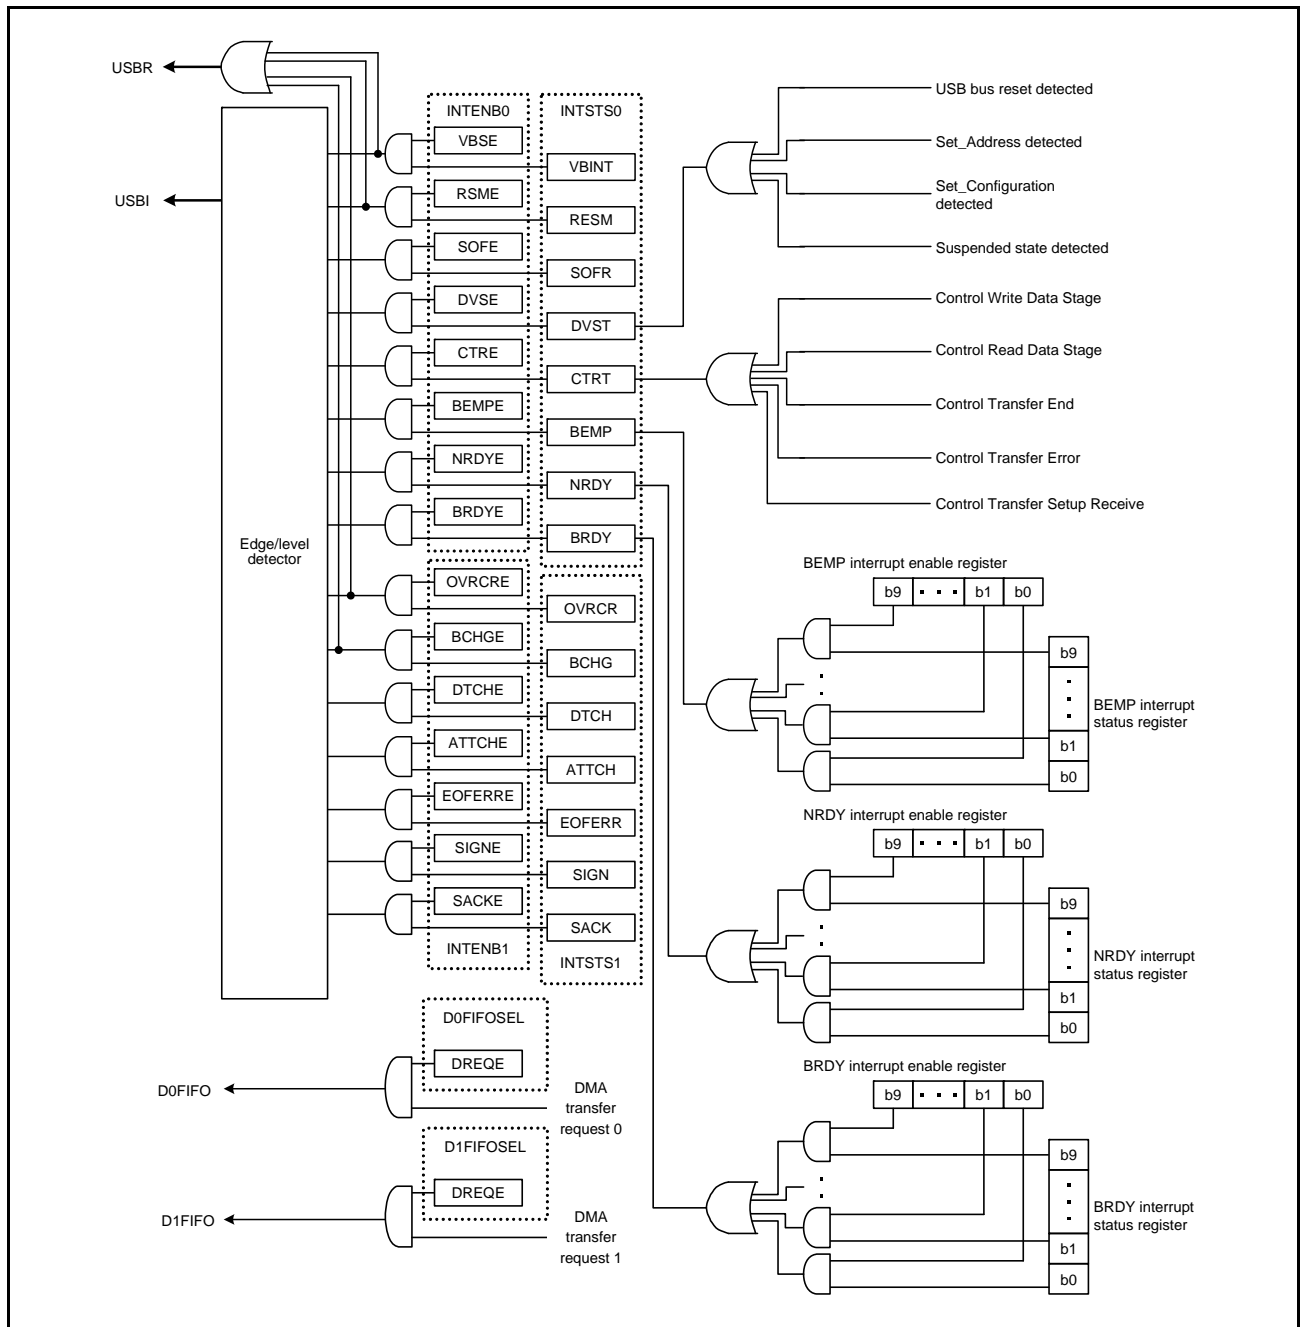 USBR
USBI
Edge/level
detector
INTENB0
VBSE
RSME
SOFE
DVSE
CTRE
BEMPE
NRDYE
BRDYE
INTSTS0
VBINT
RESM
SOFR
DVST
CTRT
BEMP
NRDY
BRDY
OVRCRE
BCHGE
DTCHE
ATTCHE
EOFERRE
SIGNE
SACKE
INTENB1
OVRCR
BCHG
DTCH
ATTCH
EOFERR
SIGN
SACK
INTSTS1
USB bus reset detected
Set_Address detected
Set_Configuration
detected
Suspended state detected
Control Write Data Stage
Control Read Data Stage
Control Transfer End
Control Transfer Error
Control Transfer Setup Receive
BEMP interrupt enable register
b9 · · · b1 b0
b9
b1
b0
BEMP interrupt
status register
NRDY interrupt enable register
b9 · · · b1 b0
b9
b1
b0
NRDY interrupt
status register
BRDY interrupt enable register
b9 · · · b1 b0
b9
b1
b0
BRDY interrupt
status register
D0FIFOSEL
DREQE
D0FIFO
DMA
transfer
request 0
D1FIFOSEL
DREQE
D1FIFO
DMA
transfer
request 1